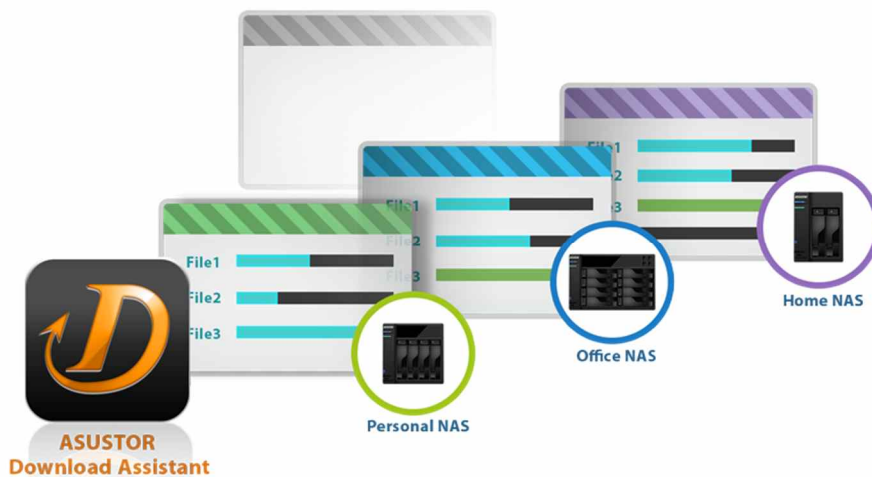 File1
File2
File3
File1
File2
File3
File1
File2
File3
Home NAS
Office NAS
Personal NAS
ASUSTOR
Download Assistant